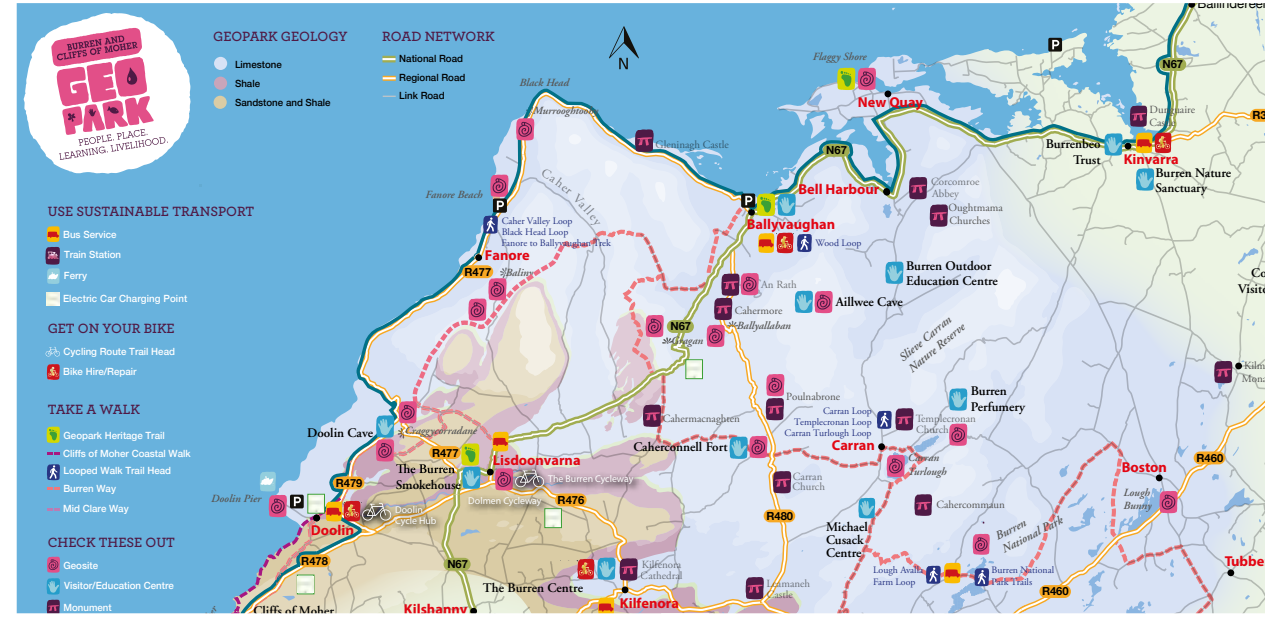 BURREN AND
CLIFFS OF MOHER
GEO
PARK
PEOPLE. PLACE.
LEARNING. LIVELIHOOD.
GEOPARK GEOLOGY
Limestone
Shale
Sandstone and Shale
ROAD NETWORK
National Road
Regional Road
Link Road
N
USE SUSTAINABLE TRANSPORT
Bus Service
Train Station
Ferry
Electric Car Charging Point
GET ON YOUR BIKE
Cycling Route Trail Head
Bike Hire/Repair
TAKE A WALK
Geopark Heritage Trail
Cliffs of Moher Coastal Walk
Looped Walk Trail Head
Burren Way
Mid Clare Way
CHECK THESE OUT
Geosite
Visitor/Education Centre
Monument
Black Head
Murrooghtoohy
Gleninagh Castle
Flaggy Shore
New Quay
P
N67
Dunguaire
Castle
Burrenbeo
Trust
Kinvarra
Burren Nature
Sanctuary
N67
Bell Harbour
Corcomroe
Abbey
Oughtmama
Churches
Fanore Beach
P
Caher Valley
Caher Valley Loop
Black Head Loop
Fanore to Ballyvaughan Trek
Fanore
R477
P
Ballyvaughan
Wood Loop
Burren Outdoor
Education Centre
An Rath
Aillwee Cave
Cahermore
Ballyallaban
N67
Gragan
Slieve Carran
Nature Reserve
Poulnabrone
Cahermacnaghten
Carran Loop
Templecronan Loop
Carran Turlough Loop
Templecronan
Church
Burren
Perfumery
Doolin Cave
Craggycorradane
R477
Lisdoonvarna
The Burren
Smokehouse
The Burren Cycleway
Dolmen Cycleway
R476
Caherconnell Fort
Carran
Carran
Turlough
Carran
Church
Cahercommaun
Boston
R460
Lough
Bunny
R479
Doolin Pier
P
Doolin
Doolin
Cycle Hub
R480
Michael
Cusack
Centre
Burren
National Park
R478
N67
The Burren Centre
Kilfenora
Cathedral
Kilfenora
Leamaneh
Castle
Lough Avalla
Farm Loop
Burren National
Park Trails
R460
Tubbe
Cliffs of Moher
Kilshanny